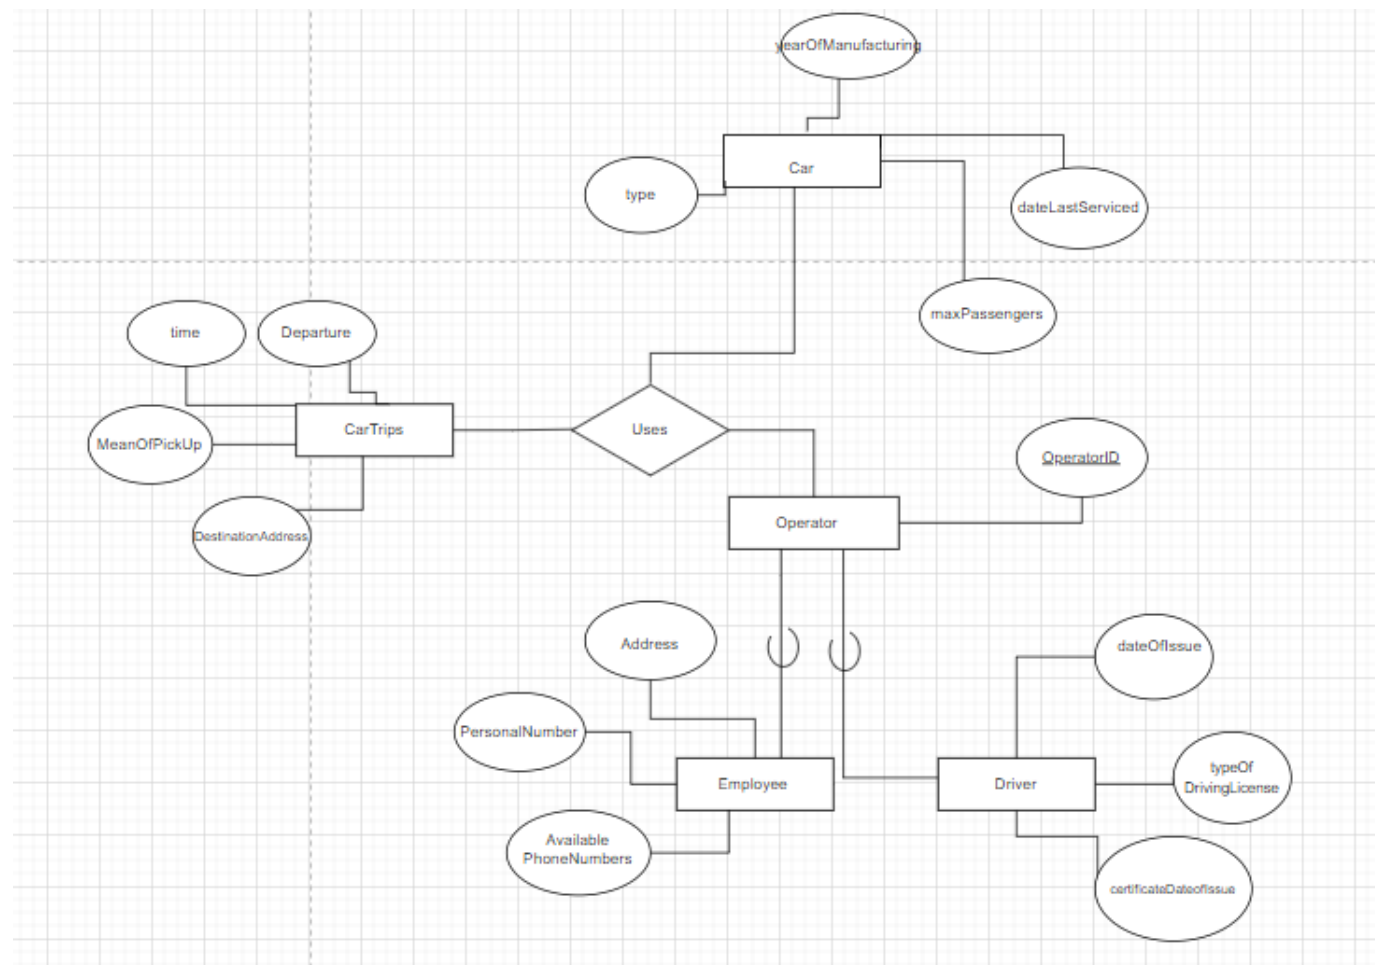 yearOfManufacturing
Car
type
dateLastServiced
maxPassengers
time
Departure
CarTrips
Uses
MeanOfPickUp
OperatorID
Operator
DestinationAddress
Address
dateOfIssue
PersonalNumber
Employee
Driver
typeOf
DrivingLicense
Available
PhoneNumbers
certificateDateofIssue